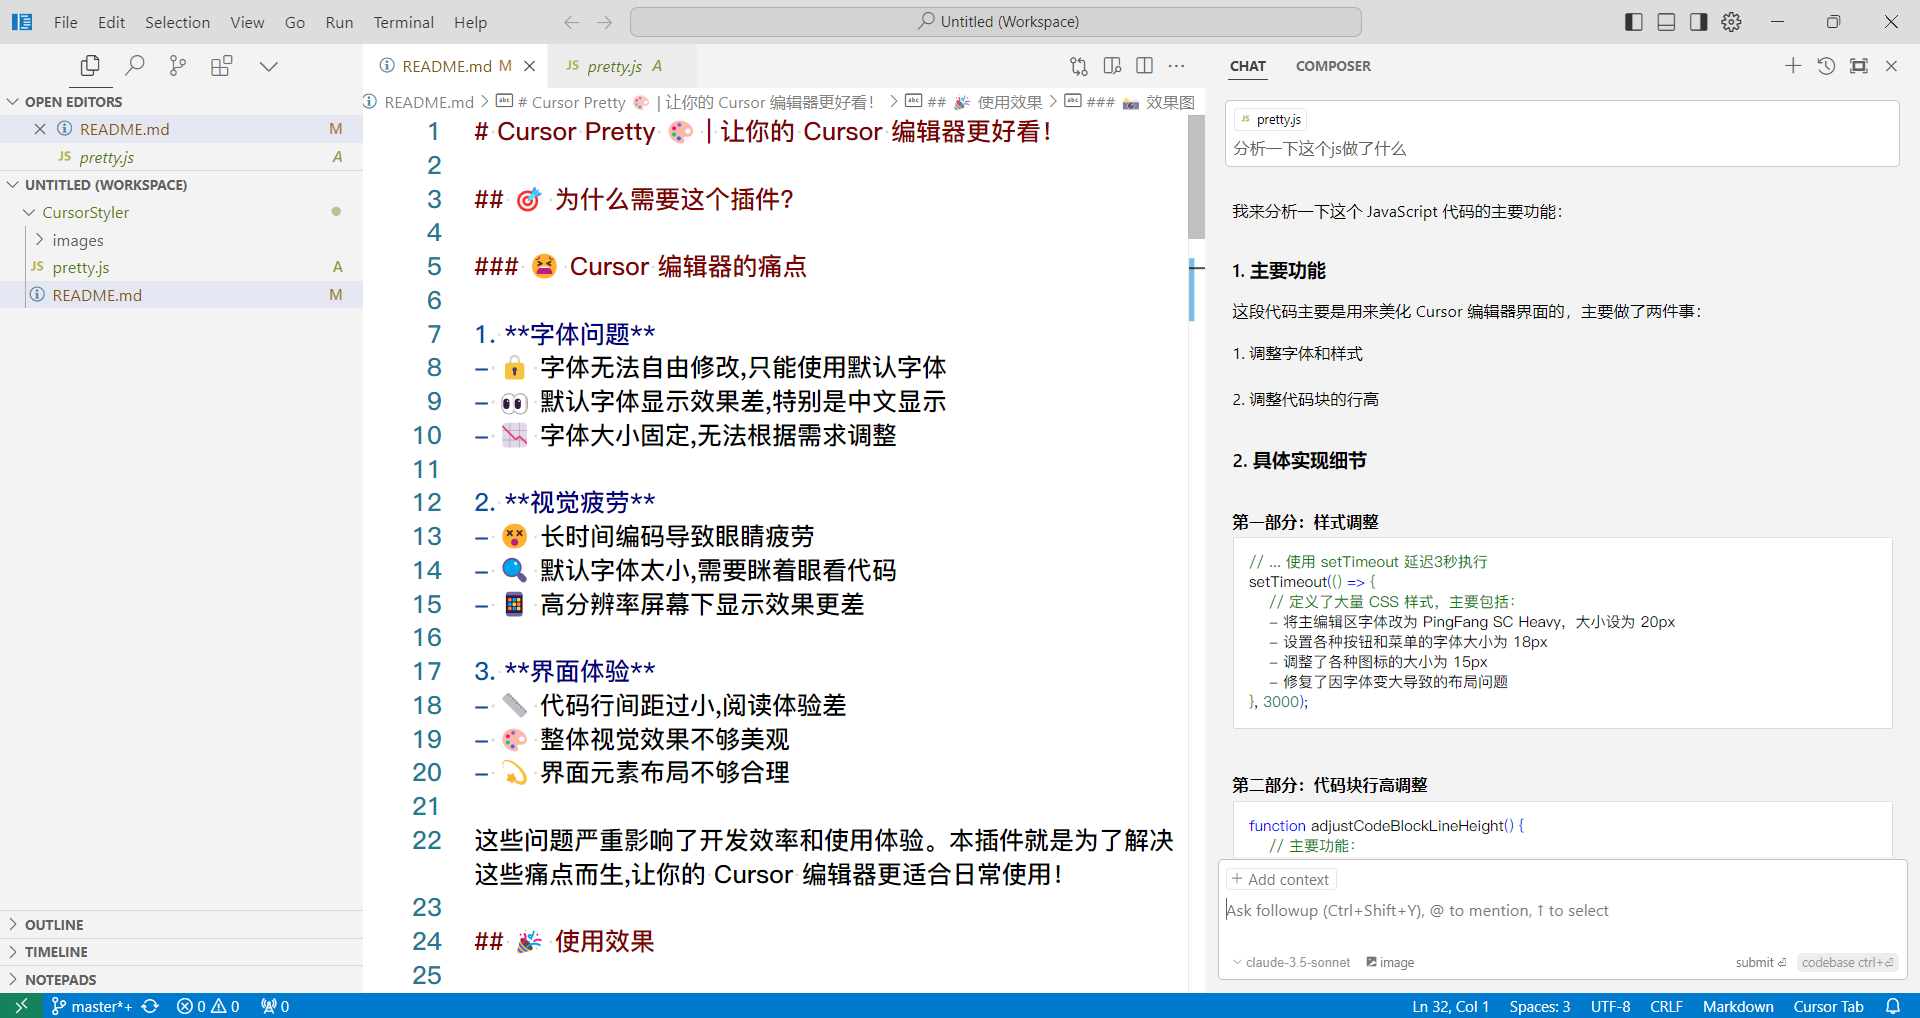 File Edit Selection View Go Run Terminal Help
Untitled (Workspace)
OPEN EDITORS
README.md M
JS pretty.js A
UNTITLED (WORKSPACE)
CursorStyler
images
JS pretty.js A
README.md M
OUTLINE
TIMELINE
NOTEPADS
README.md M
JS pretty.js A
README.md > # Cursor Pretty 🎨 | 让你的 Cursor 编辑器更好看! > ## 🎉 使用效果 > ### 📸 效果图
1 # Cursor Pretty 🎨 | 让你的 Cursor 编辑器更好看!
2
3 ## 🎯 为什么需要这个插件?
4
5 ### 😫 Cursor 编辑器的痛点
6
7 1. **字体问题**
8 - 🔒 字体无法自由修改,只能使用默认字体
9 - 👀 默认字体显示效果差,特别是中文显示
10 - 📉 字体大小固定,无法根据需求调整
11
12 2. **视觉疲劳**
13 - 😵 长时间编码导致眼睛疲劳
14 - 🔍 默认字体太小,需要眯着眼看代码
15 - 📱 高分辨率屏幕下显示效果更差
16
17 3. **界面体验**
18 - 📏 代码行间距过小,阅读体验差
19 - 🎨 整体视觉效果不够美观
20 - 💫 界面元素布局不够合理
21
22 这些问题严重影响了开发效率和使用体验。本插件就是为了解决
这些痛点而生,让你的 Cursor 编辑器更适合日常使用!
23
24 ## 🎉 使用效果
25
CHAT COMPOSER
JS pretty.js
分析一下这个js做了什么
我来分析一下这个 JavaScript 代码的主要功能:
1. 主要功能
这段代码主要是用来美化 Cursor 编辑器界面的，主要做了两件事:
1. 调整字体和样式
2. 调整代码块的行高
2. 具体实现细节
第一部分：样式调整
// ... 使用 setTimeout 延迟3秒执行
setTimeout(() => {
// 定义了大量 CSS 样式，主要包括:
- 将主编辑区字体改为 PingFang SC Heavy，大小设为 20px
- 设置各种按钮和菜单的字体大小为 18px
- 调整了各种图标的大小为 15px
- 修复了因字体变大导致的布局问题
}, 3000);
第二部分：代码块行高调整
function adjustCodeBlockLineHeight() {
// 主要功能:
+ Add context
Ask followup (Ctrl+Shift+Y), @ to mention, ↑ to select
claude-3.5-sonnet image submit ⏎ codebase ctrl+⏎
master*+ 0 0 0 Ln 32, Col 1 Spaces: 3 UTF-8 CRLF Markdown Cursor Tab